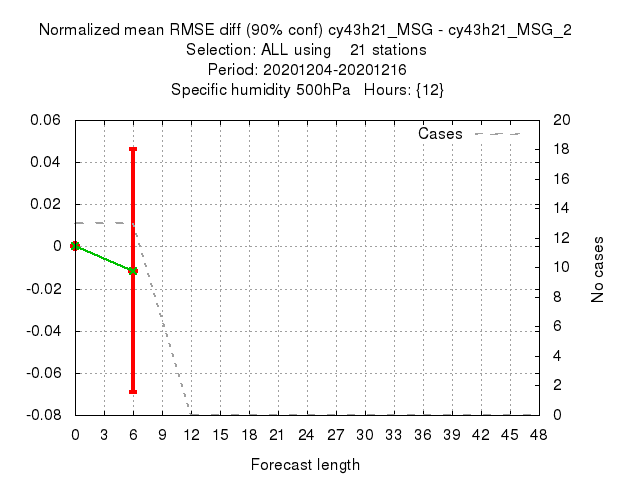 Normalized mean RMSE diff (90% conf) cy43h21_MSG - cy43h21_MSG_2
Selection: ALL using 21 stations
Period: 20201204-20201216
Specific humidity 500hPa Hours: {12}
Cases
0.06
0.04
0.02
0
-0.02
-0.04
-0.06
-0.08
20
18
16
14
12
10
8
6
4
2
0
No cases
0 3 6 9 12 15 18 21 24 27 30 33 36 39 42 45 48
Forecast length